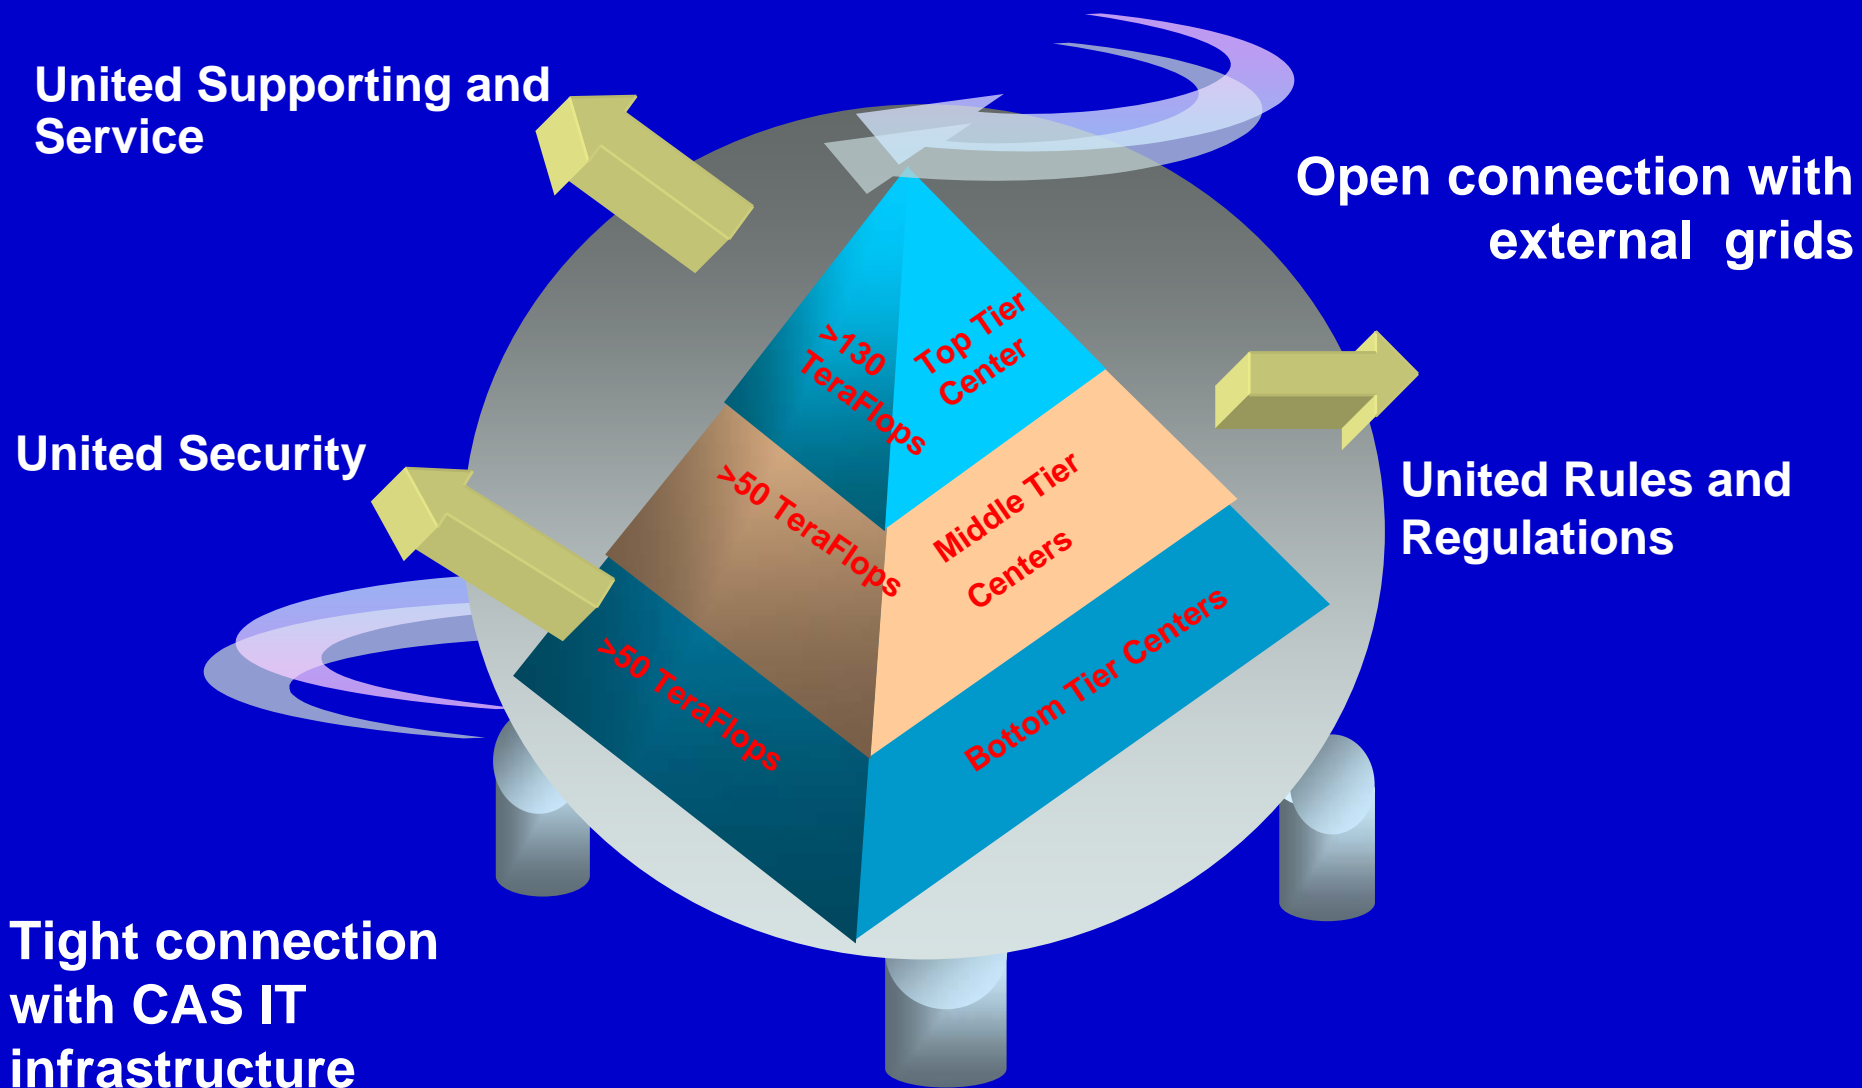 United Supporting and
Service
Open connection with
external grids
>130
TeraFlops
Top Tier
Center
United Security
>50 TeraFlops
Middle Tier
Centers
United Rules and
Regulations
>50 TeraFlops
Bottom Tier Centers
Tight connection
with CAS IT
infrastructure